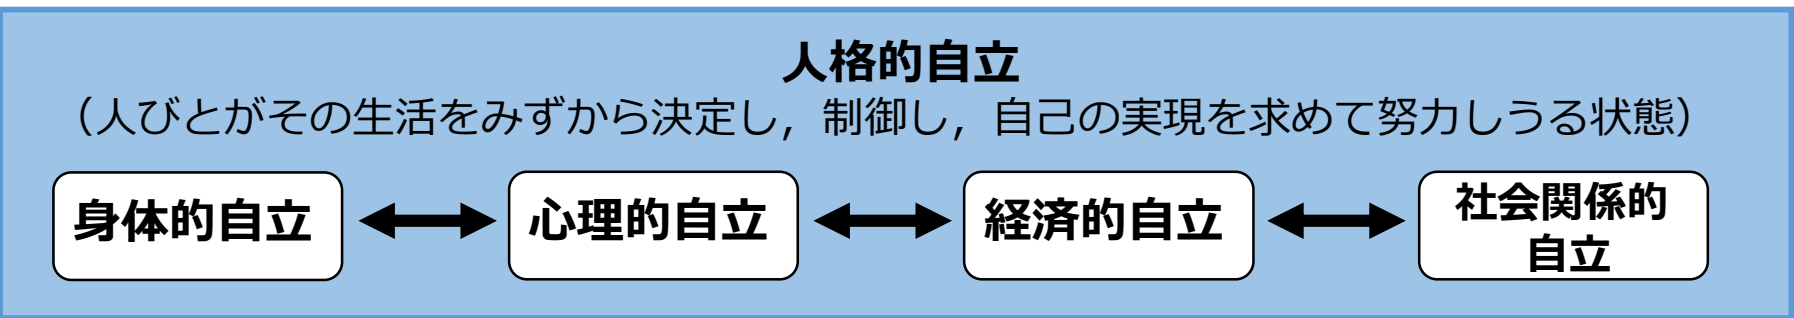 人格的自立
（人びとがその生活をみずから決定し，制御し，自己の実現を求めて努力しうる状態）
身体的自立
心理的自立
経済的自立
社会関係的
自立